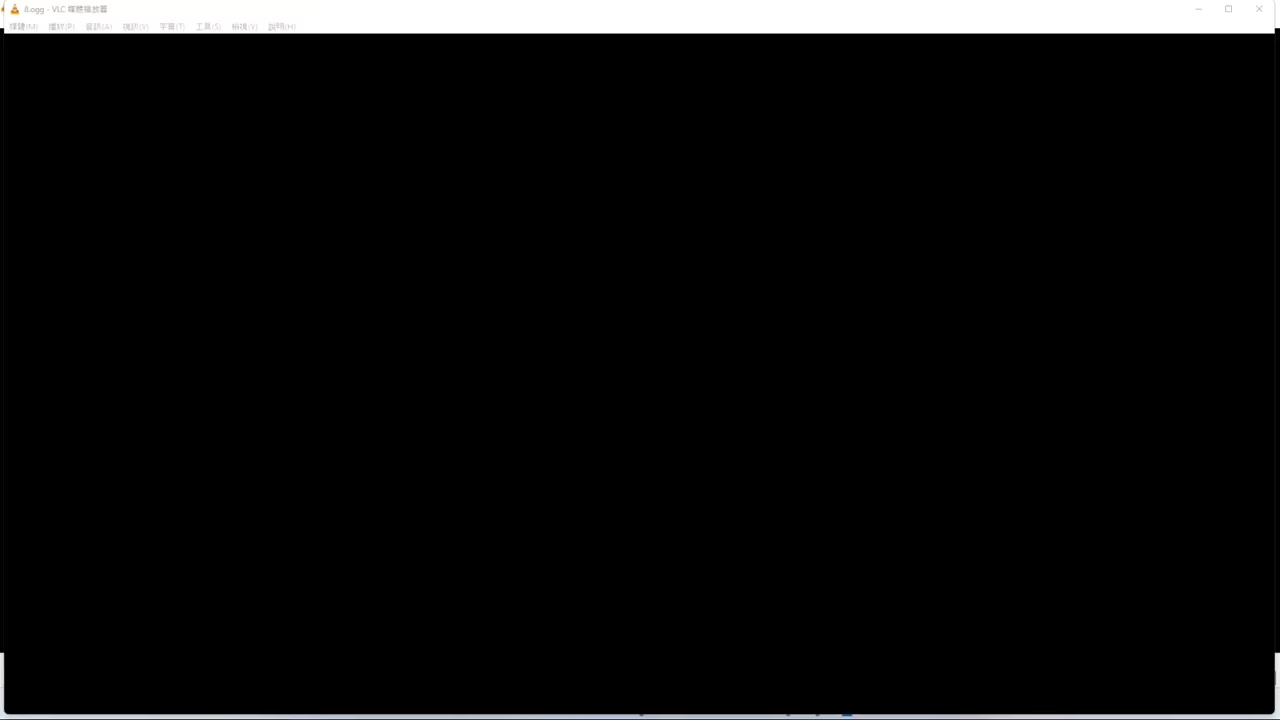 8.ogg - VLC 媒體播放器
媒體(M) 播放(P) 音訊(A) 視訊(V) 字幕(T) 工具(S) 檢視(V) 說明(H)